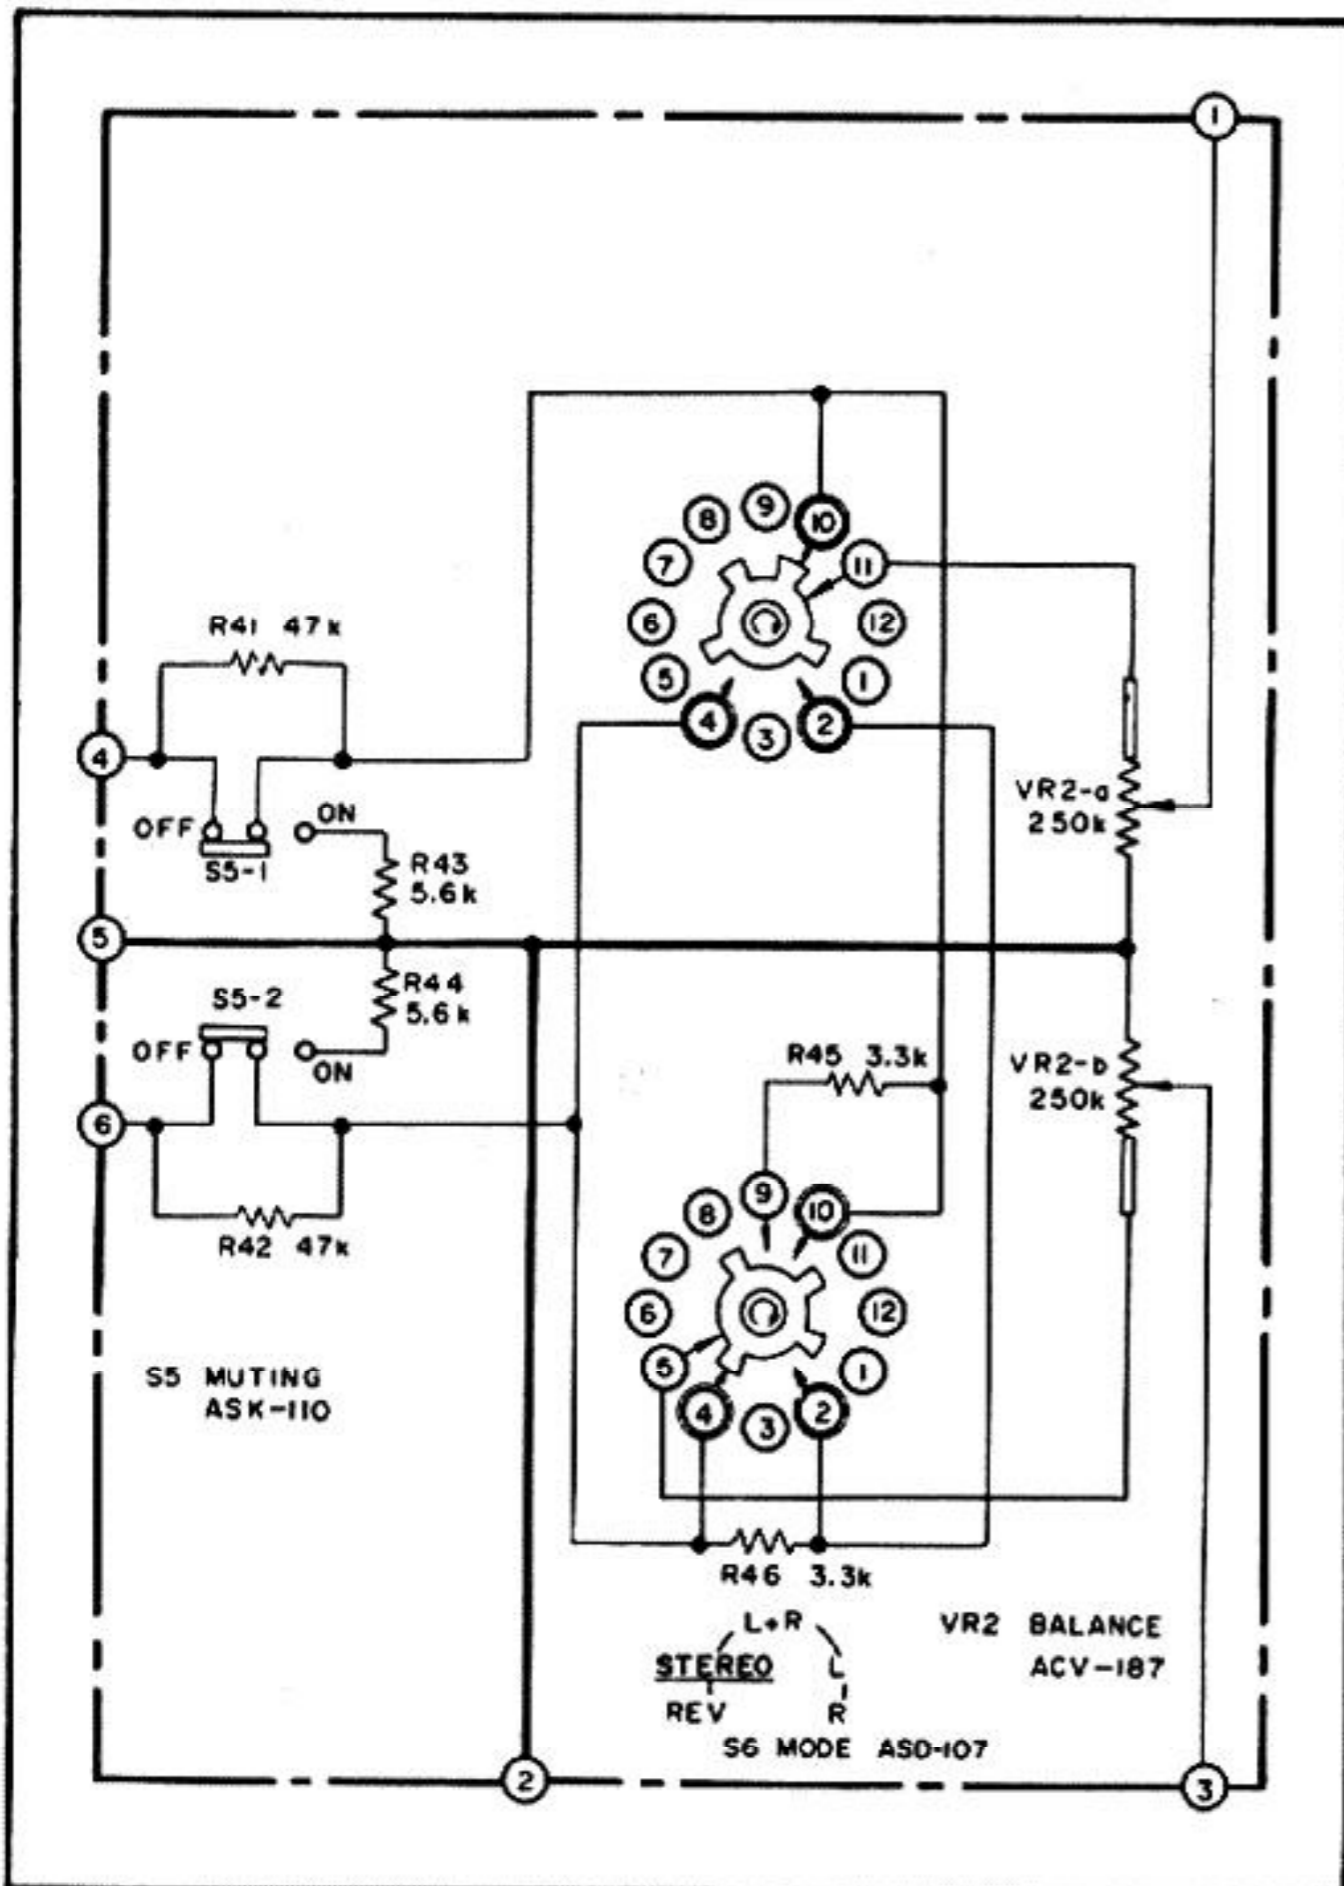 1
9
8
10
7
11
R41 47k
6
12
5
1
4
4
2
3
VR2-a
250k
OFF
ON
S5-1
R43
5.6k
5
R44
5.6k
S5-2
OFF
ON
R45 3.3k
VR2-b
250k
6
9
8
10
R42 47k
7
11
6
12
5
1
S5 MUTING
ASK-110
4
2
3
R46 3.3k
L+R
STEREO
L
REV
R
VR2 BALANCE
ACV-187
S6 MODE ASD-107
2
3